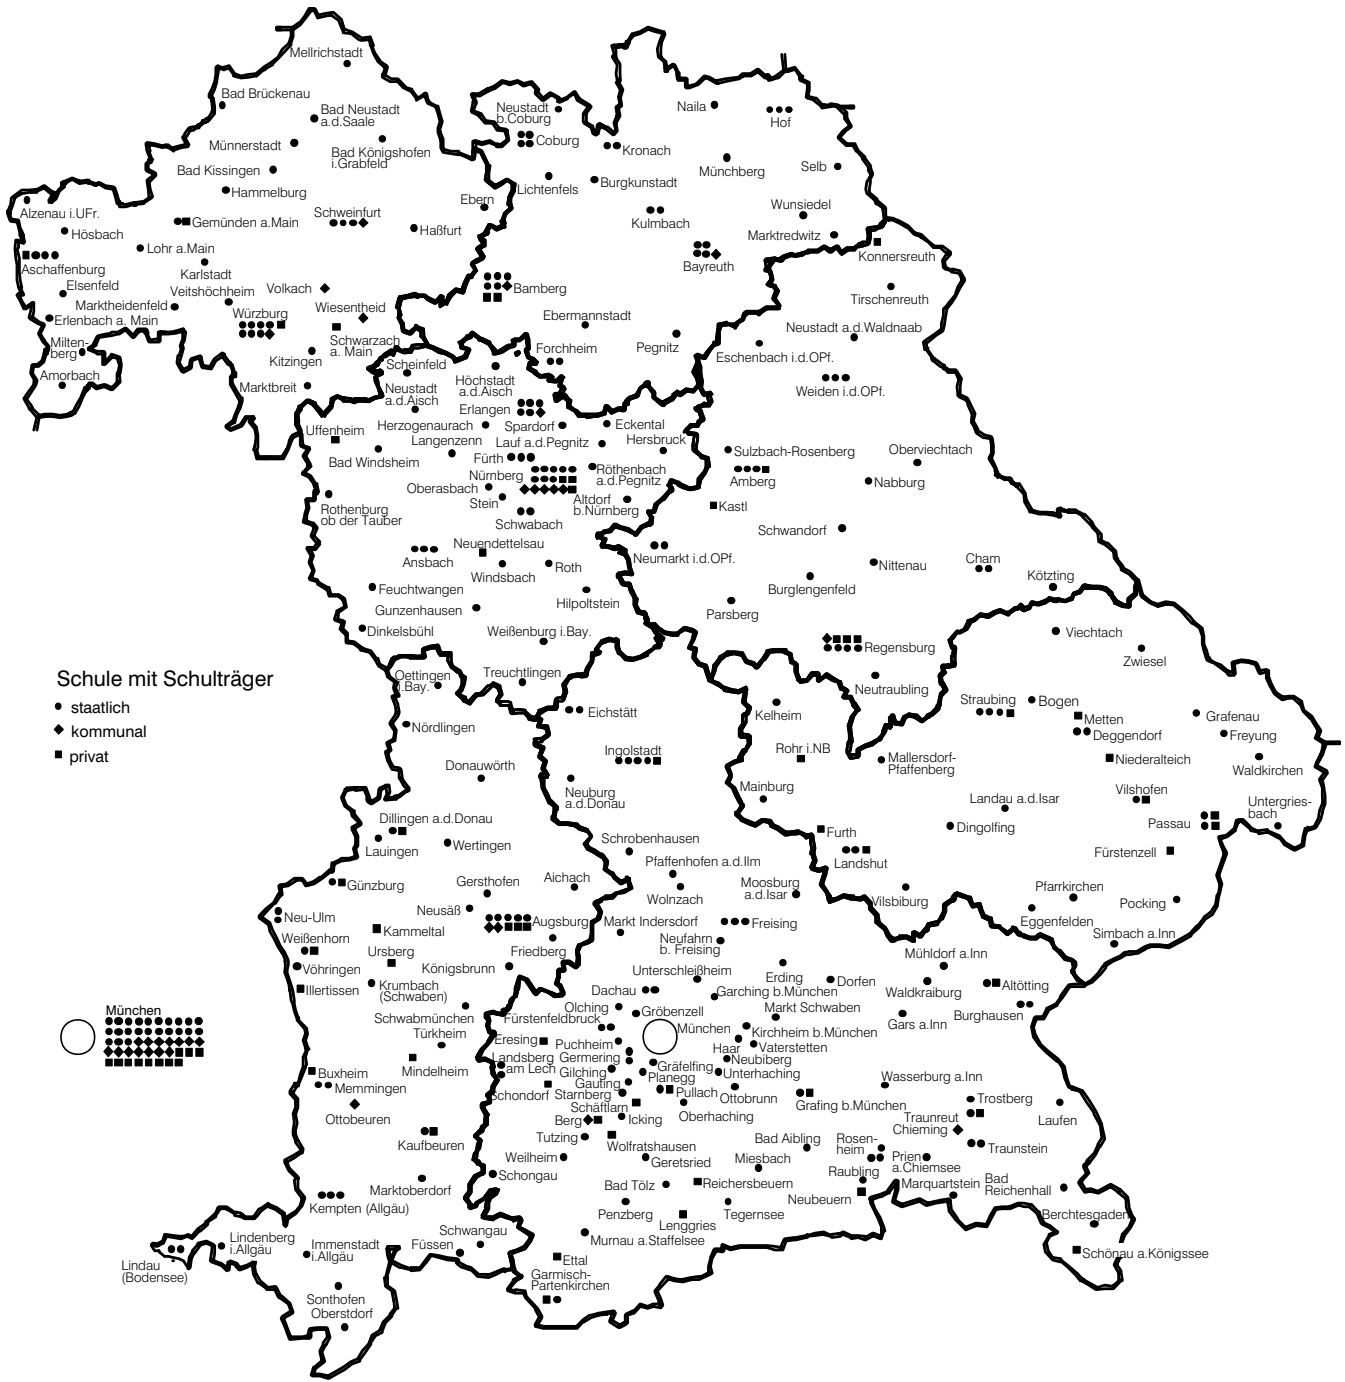 Mellrichstadt
Bad Brückenau
Bad Neustadt
a.d.Saale
Münnerstadt
Bad Königshofen
i.Grabfeld
Bad Kissingen
Hammelburg
Alzenau i.UFr.
Hösbach
Gemünden a.Main
Schweinfurt
Ebern
Haßfurt
Lohr a.Main
Aschaffenburg
Karlstadt
Elsenfeld
Veitshöchheim
Volkach
Marktheidenfeld
Würzburg
Wiesentheid
Erlenbach a. Main
Schwarzach
a. Main
Milten-
berg
Kitzingen
Amorbach
Marktbreit
Neustadt
b.Coburg
Coburg
Kronach
Naila
Hof
Münchberg
Selb
Lichtenfels
Burgkunstadt
Kulmbach
Wunsiedel
Marktredwitz
Bayreuth
Bamberg
Ebermannstadt
Forchheim
Pegnitz
Konnersreuth
Tirschenreuth
Neustadt a.d.Waldnaab
Eschenbach i.d.OPf.
Weiden i.d.OPf.
Scheinfeld
Höchstadt
a.d.Aisch
Neustadt
a.d.Aisch
Erlangen
Herzogenaurach
Spardorf
Eckental
Uffenheim
Langenzenn
Lauf a.d.Pegnitz
Hersbruck
Bad Windsheim
Fürth
Nürnberg
Röthenbach
a.d.Pegnitz
Oberasbach
Stein
Altdorf
b.Nürnberg
Rothenburg
ob der Tauber
Schwabach
Ansbach
Neuendettelsau
Windsbach
Roth
Feuchtwangen
Hilpoltstein
Gunzenhausen
Dinkelsbühl
Weißenburg i.Bay.
Treuchtlingen
Sulzbach-Rosenberg
Oberviechtach
Amberg
Nabburg
Kastl
Schwandorf
Neumarkt i.d.OPf.
Nittenau
Cham
Burglengenfeld
Kötzting
Parsberg
Regensburg
Neutraubling
Viechtach
Zwiesel
Kelheim
Straubing
Bogen
Metten
Deggendorf
Grafenau
Freyung
Rohr i.NB
Mallersdorf-
Pfaffenberg
Niederalteich
Waldkirchen
Mainburg
Landau a.d.Isar
Vilshofen
Untergries-
bach
Dingolfing
Passau
Furth
Landshut
Fürstenzell
Vilsbiburg
Pfarrkirchen
Eggenfelden
Pocking
Simbach a.Inn
Schule mit Schulträger
staatlich
kommunal
privat
Oettingen
i.Bay.
Nördlingen
Donauwörth
Dillingen a.d.Donau
Lauingen
Wertingen
Günzburg
Gersthofen
Neu-Ulm
Neusäß
Augsburg
Weißenhorn
Kammeltal
Ursberg
Friedberg
Vöhringen
Königsbrunn
Illertissen
Krumbach
(Schwaben)
Schwabmünchen
Türkheim
Buxheim
Mindelheim
Memmingen
Ottobeuren
Kaufbeuren
Marktoberdorf
Kempten (Allgäu)
Lindau
(Bodensee)
Lindenberg
i.Allgäu
Immenstadt
i.Allgäu
Füssen
Schwangau
Sonthofen
Oberstdorf
München
Eichstätt
Ingolstadt
Neuburg
a.d.Donau
Schrobenhausen
Pfaffenhofen a.d.Ilm
Aichach
Wolnzach
Moosburg
a.d.Isar
Markt Indersdorf
Freising
Neufahrn
b. Freising
Unterschleißheim
Erding
Dorfen
Mühldorf a.Inn
Waldkraiburg
Altötting
Burghausen
Dachau
Garching b.München
Olching
Gröbenzell
Markt Schwaben
Gars a.Inn
Fürstenfeldbruck
München
Kirchheim b.München
Eresing
Puchheim
Haar
Vaterstetten
Landsberg
am Lech
Germering
Neubiberg
Gilching
Gräfelfing
Planegg
Unterhaching
Gauting
Schondorf
Starnberg
Pullach
Ottobrunn
Wasserburg a.Inn
Schäftlarn
Oberhaching
Grafing b.München
Trostberg
Berg
Icking
Traunreut
Laufen
Chieming
Tutzing
Wolfratshausen
Bad Aibling
Rosen-
heim
Traunstein
Weilheim
Geretsried
Miesbach
Prien
a.Chiemsee
Schongau
Raubling
Bad Tölz
Reichersbeuern
Neubeuern
Marquartstein
Bad
Reichenhall
Penzberg
Lenggries
Tegernsee
Berchtesgaden
Murnau a.Staffelsee
Ettal
Schönau a.Königssee
Garmisch-
Partenkirchen